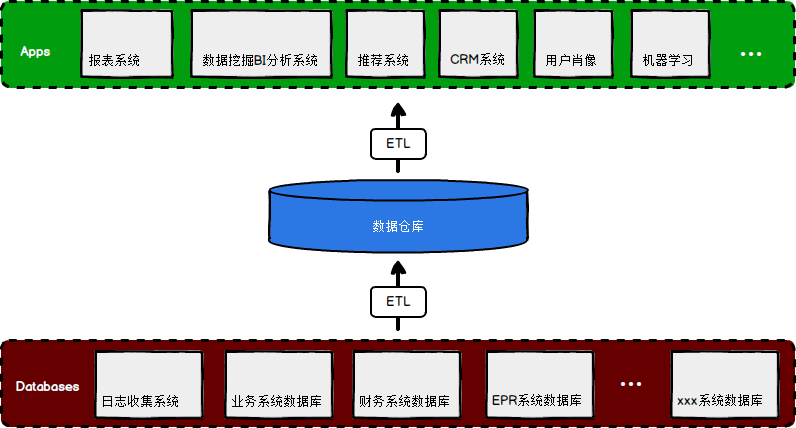 Apps
报表系统
数据挖掘BI分析系统
推荐系统
CRM系统
用户肖像
机器学习
...
ETL
数据仓库
ETL
Databases
日志收集系统
业务系统数据库
财务系统数据库
EPR系统数据库
...
xxx系统数据库